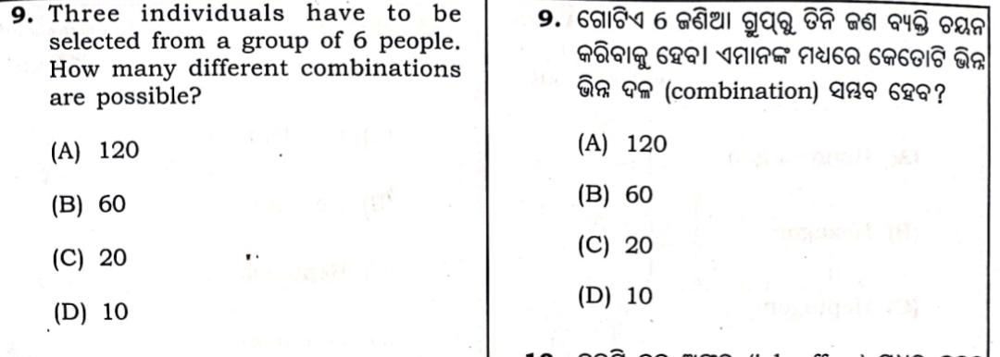 9. Three individuals have to be
selected from a group of 6 people.
How many different combinations
are possible?
(A) 120
(B) 60
(C) 20
(D) 10
9. ଗୋଟିଏ 6 ଜଣିଆ ଗ୍ରୁପ୍‌ରୁ ତିନି ଜଣ ବ୍ୟକ୍ତି ଚୟନ
କରିବାକୁ ହେବ। ଏମାନଙ୍କ ମଧ୍ୟରେ କେତୋଟି ଭିନ୍ନ
ଭିନ୍ନ ଦଳ (combination) ସମ୍ଭବ ହେବ?
(A) 120
(B) 60
(C) 20
(D) 10